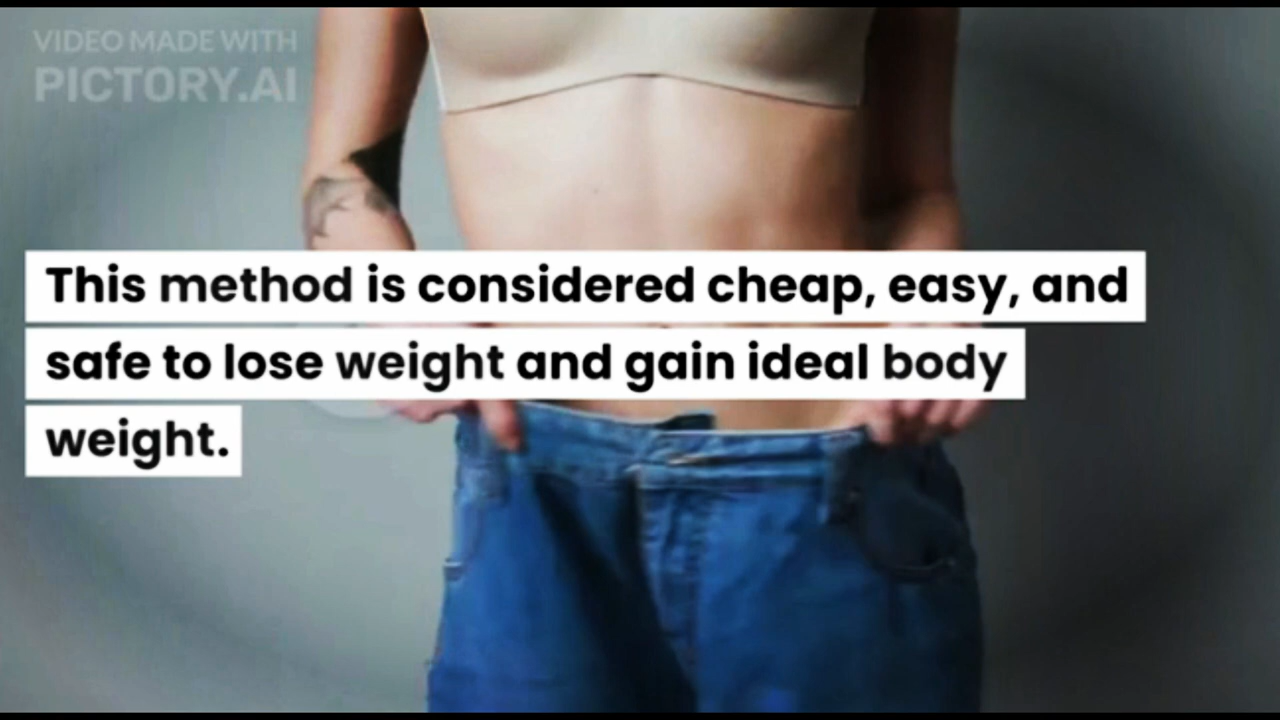 VIDEO MADE WITH
PICTORY.AI
This method is considered cheap, easy, and
safe to lose weight and gain ideal body
weight.